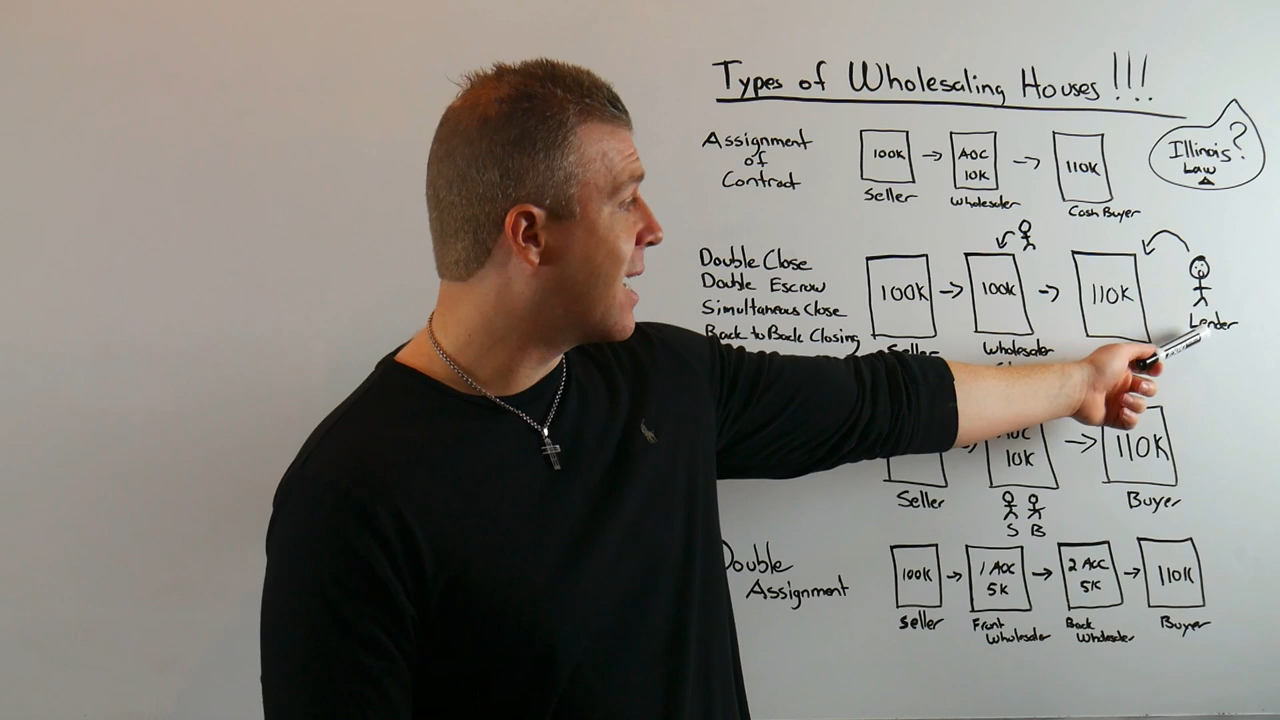 Types of Wholesaling Houses!!!
Assignment
of
Contract
100K
Seller
AOC
10K
Wholesaler
110K
Cash Buyer
Illinois?
Law
Double Close
Double Escrow
Simultaneous Close
Back to Back Closing
100K
Seller
100K
Wholesaler
110K
Lender
AOC
10K
110K
Seller
S B
Buyer
Double
Assignment
100K
Seller
1 AOC
5K
Front
Wholesaler
2 AOC
5K
Back
Wholesaler
110K
Buyer